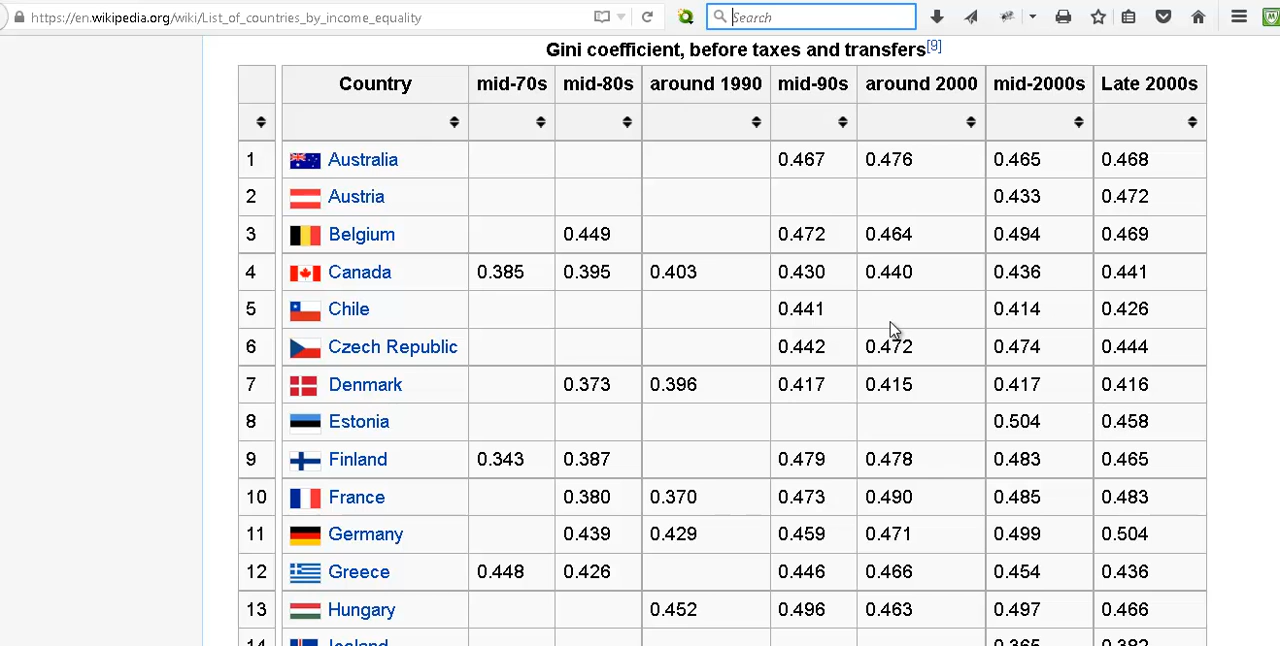 https://en.wikipedia.org/wiki/List_of_countries_by_income_equality Search
Gini coefficient, before taxes and transfers[9]
Country mid-70s mid-80s around 1990 mid-90s around 2000 mid-2000s Late 2000s
1 Australia 0.467 0.476 0.465 0.468
2 Austria 0.433 0.472
3 Belgium 0.449 0.472 0.464 0.494 0.469
4 Canada 0.385 0.395 0.403 0.430 0.440 0.436 0.441
5 Chile 0.441 0.414 0.426
6 Czech Republic 0.442 0.472 0.474 0.444
7 Denmark 0.373 0.396 0.417 0.415 0.417 0.416
8 Estonia 0.504 0.458
9 Finland 0.343 0.387 0.479 0.478 0.483 0.465
10 France 0.380 0.370 0.473 0.490 0.485 0.483
11 Germany 0.439 0.429 0.459 0.471 0.499 0.504
12 Greece 0.448 0.426 0.446 0.466 0.454 0.436
13 Hungary 0.452 0.496 0.463 0.497 0.466
14 Iceland 0.365 0.382